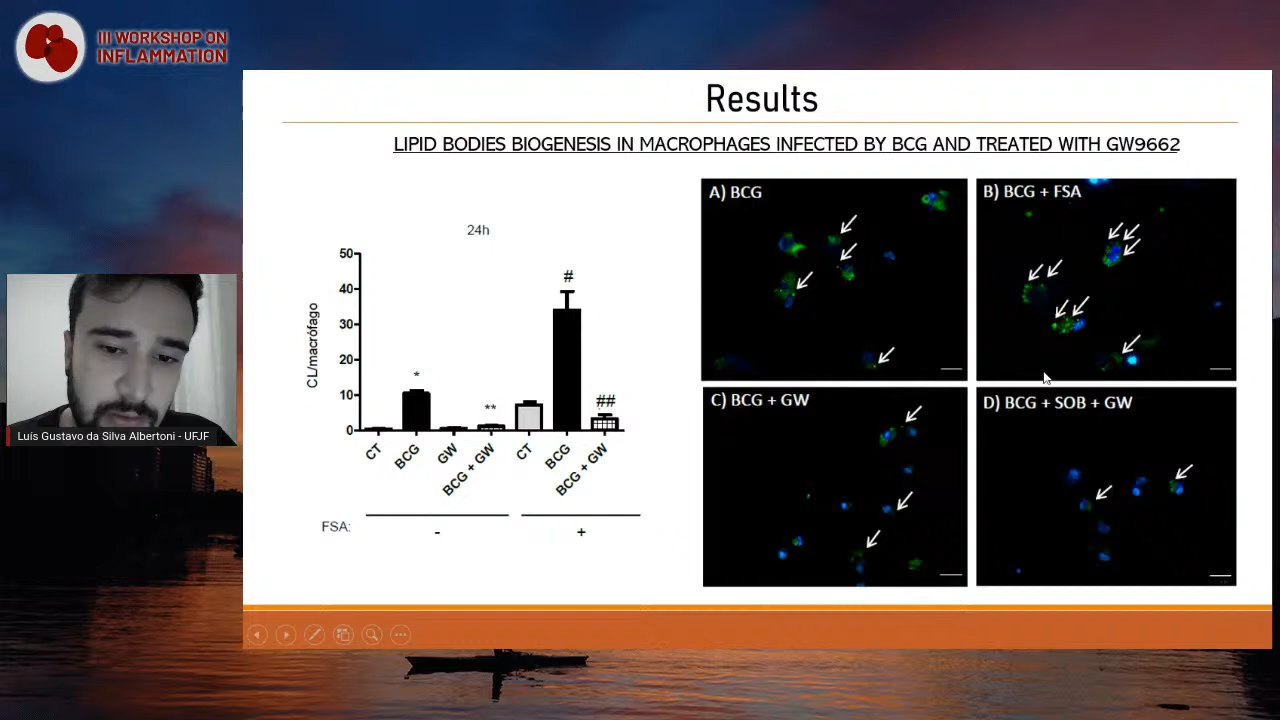 III WORKSHOP ON
INFLAMMATION
Results
LIPID BODIES BIOGENESIS IN MACROPHAGES INFECTED BY BCG AND TREATED WITH GW9662
24h
CL/macrófago
50
40
30
20
10
0
*
**
#
##
CT
BCG
GW
BCG + GW
CT
BCG
BCG + GW
FSA:
-
+
A) BCG
B) BCG + FSA
C) BCG + GW
D) BCG + SOB + GW
Luís Gustavo da Silva Albertoni - UFJF